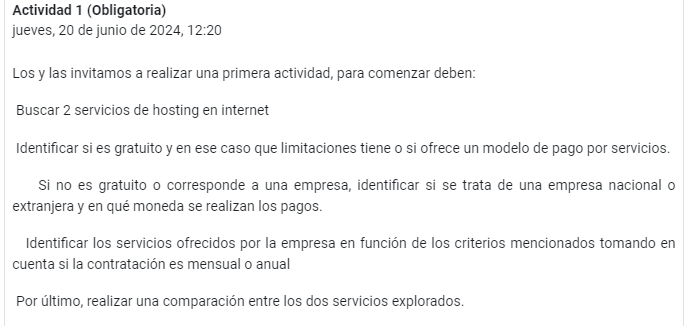 Actividad 1 (Obligatoria)
jueves, 20 de junio de 2024, 12:20
Los y las invitamos a realizar una primera actividad, para comenzar deben:
Buscar 2 servicios de hosting en internet
Identificar si es gratuito y en ese caso que limitaciones tiene o si ofrece un modelo de pago por servicios.
Si no es gratuito o corresponde a una empresa, identificar si se trata de una empresa nacional o
extranjera y en qué moneda se realizan los pagos.
Identificar los servicios ofrecidos por la empresa en función de los criterios mencionados tomando en
cuenta si la contratación es mensual o anual
Por último, realizar una comparación entre los dos servicios explorados.